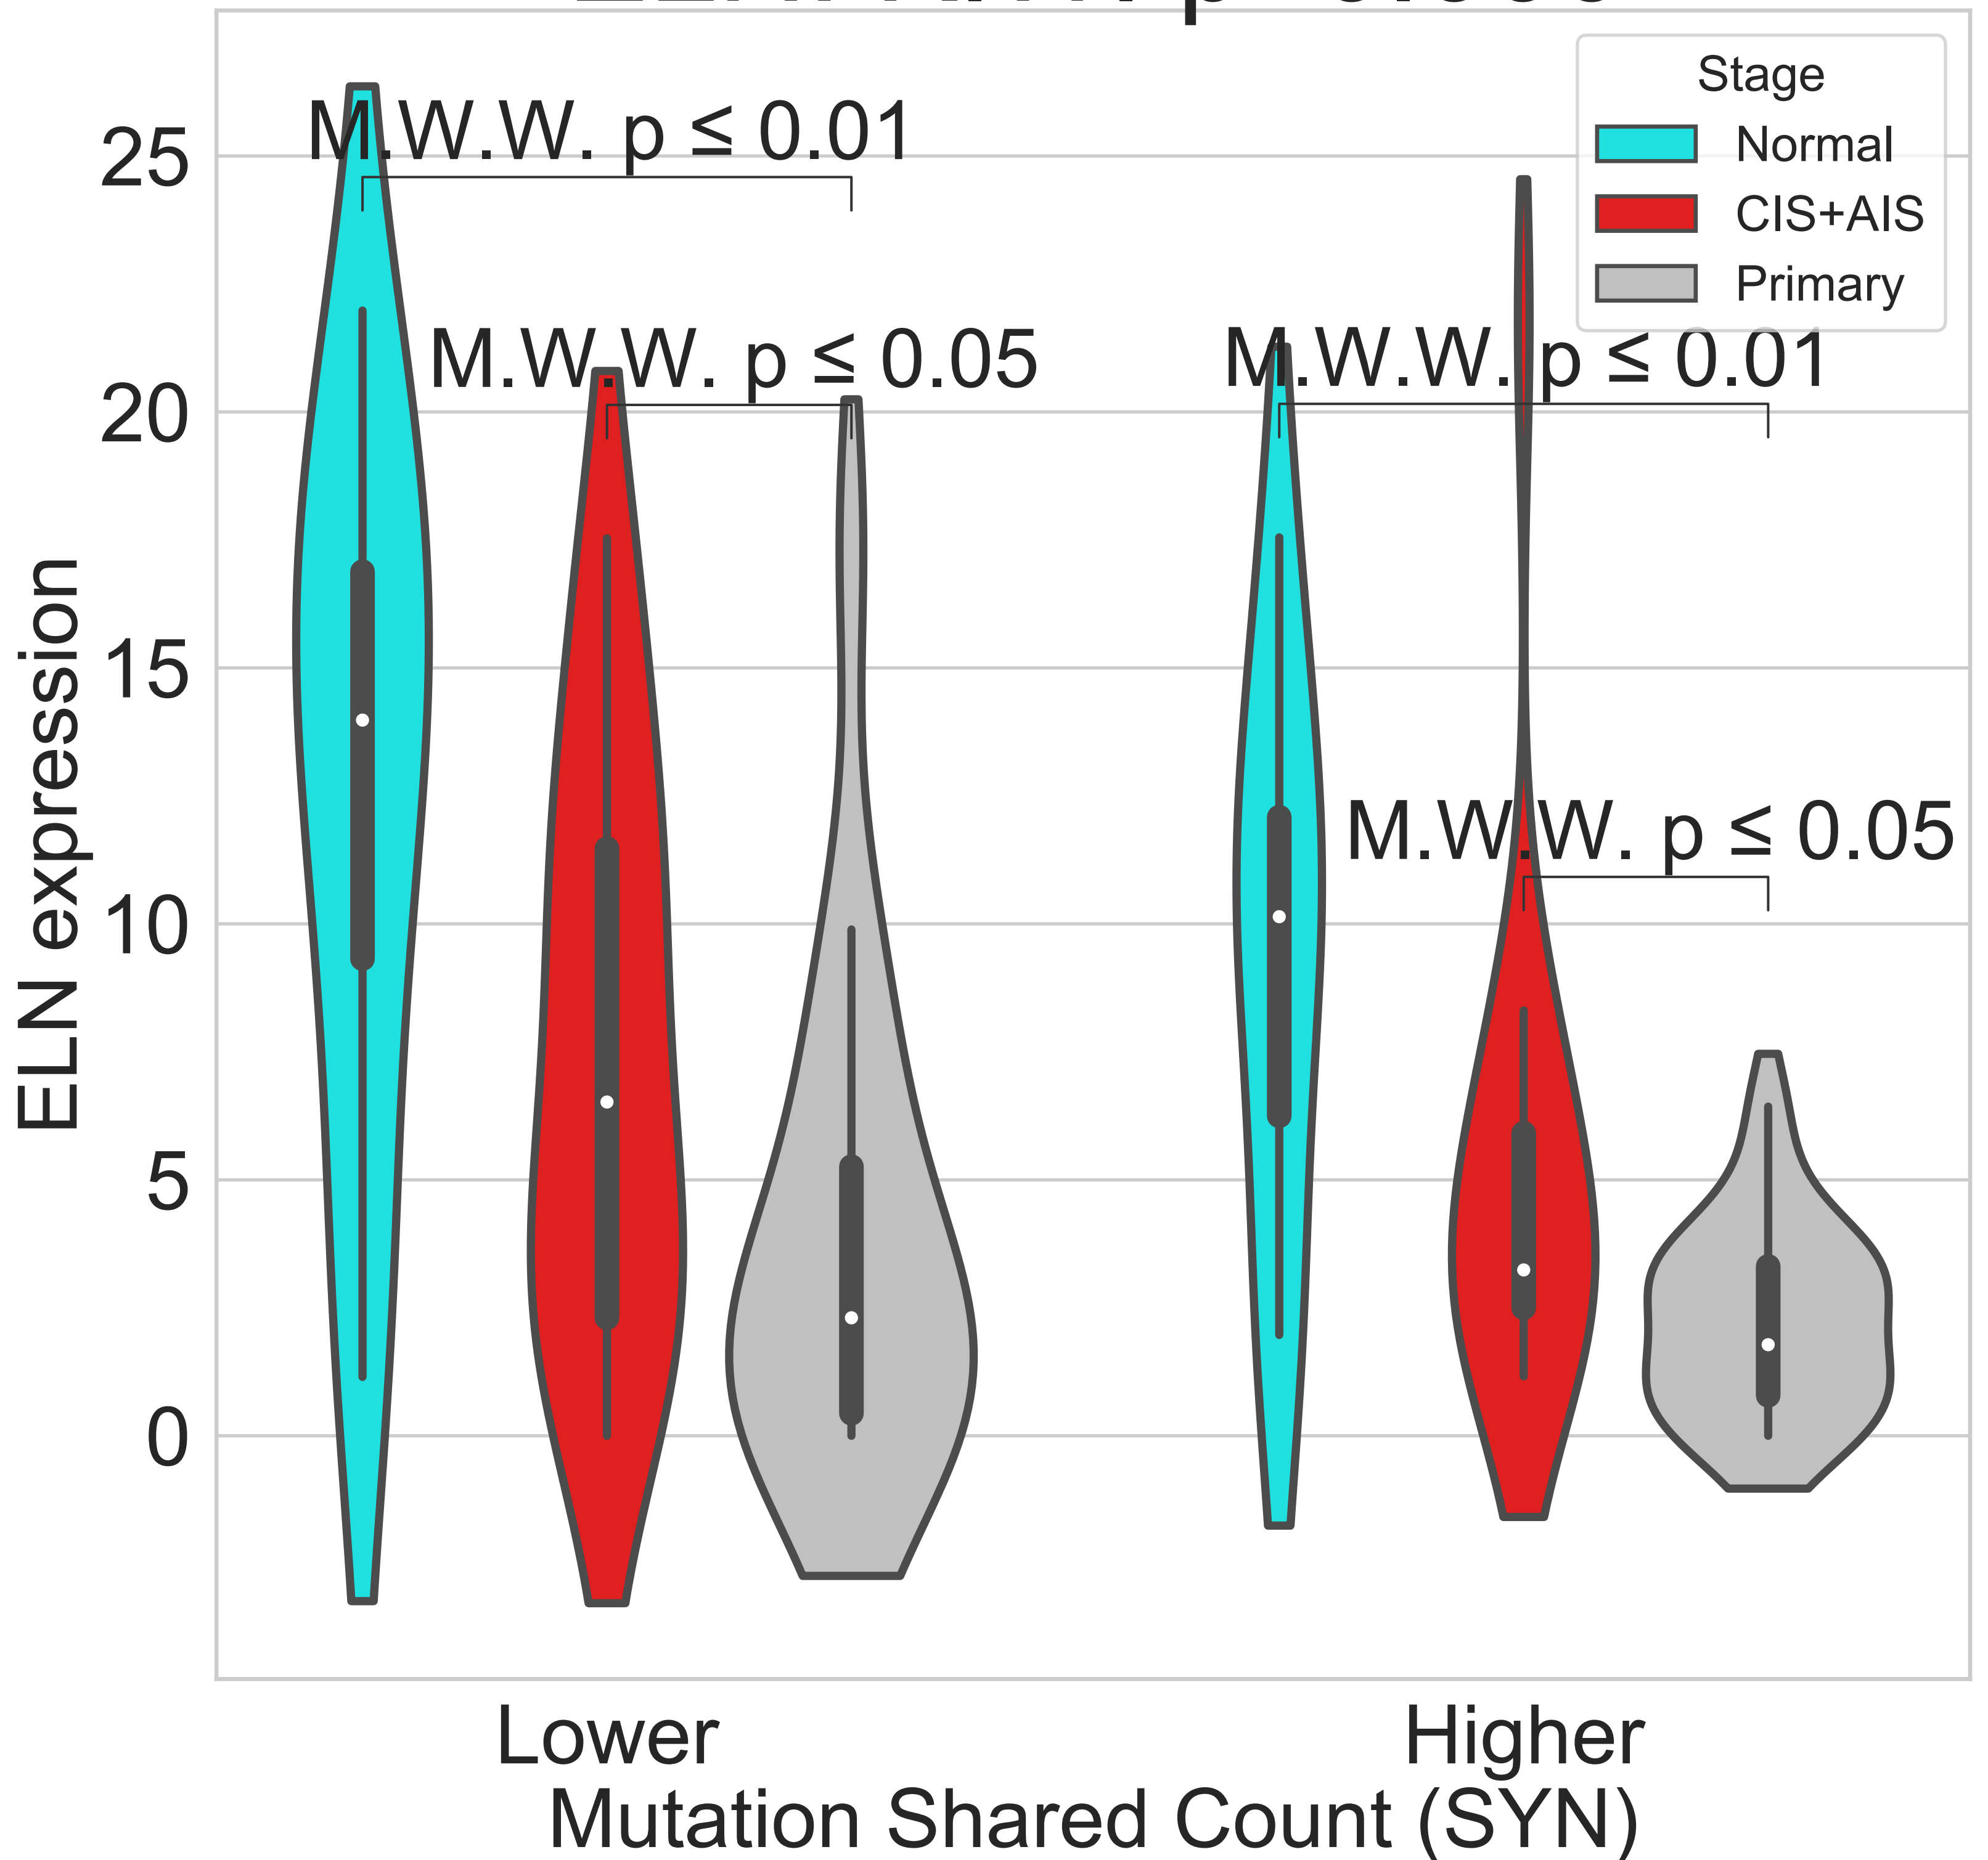 Stage
Normal
CIS+AIS
Primary
M.W.W. p ≤ 0.01
M.W.W. p ≤ 0.05
M.W.W. p ≤ 0.01
M.W.W. p ≤ 0.05
25
20
15
10
5
0
ELN expression
Lower
Higher
Mutation Shared Count (SYN)